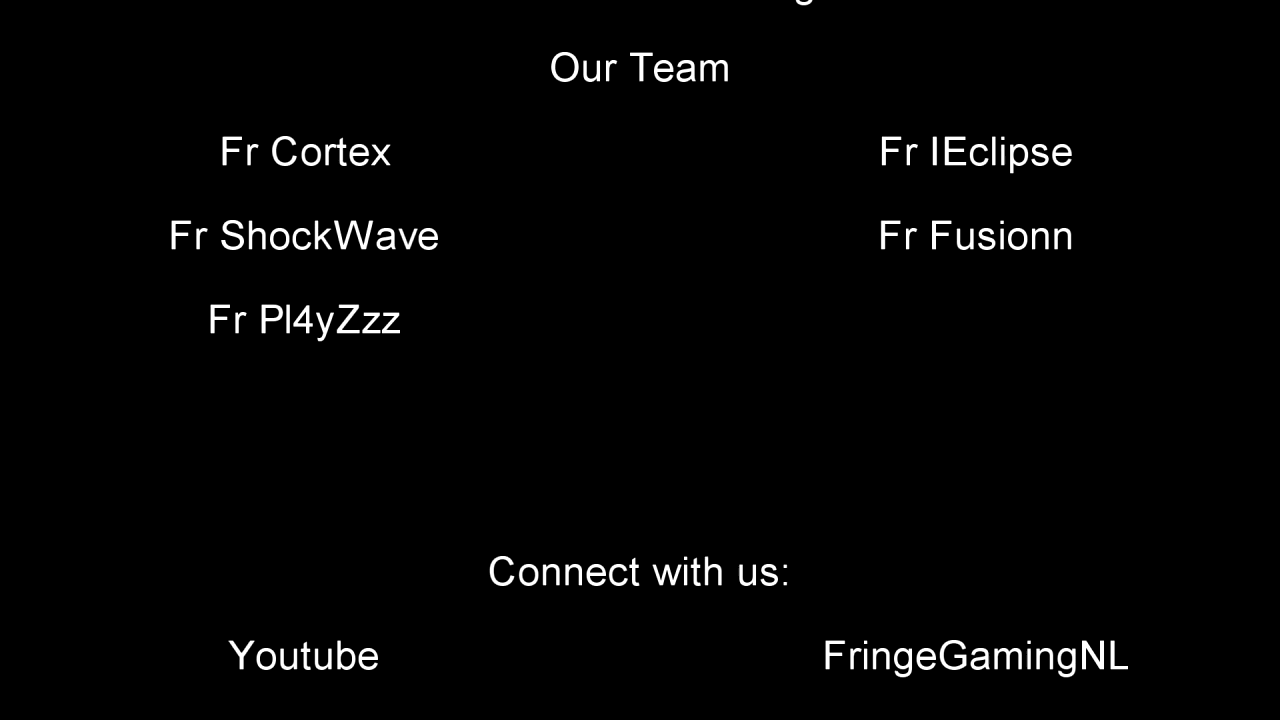 Our Team
Fr Cortex Fr IEclipse
Fr ShockWave Fr Fusionn
Fr Pl4yZzz
Connect with us:
Youtube FringeGamingNL